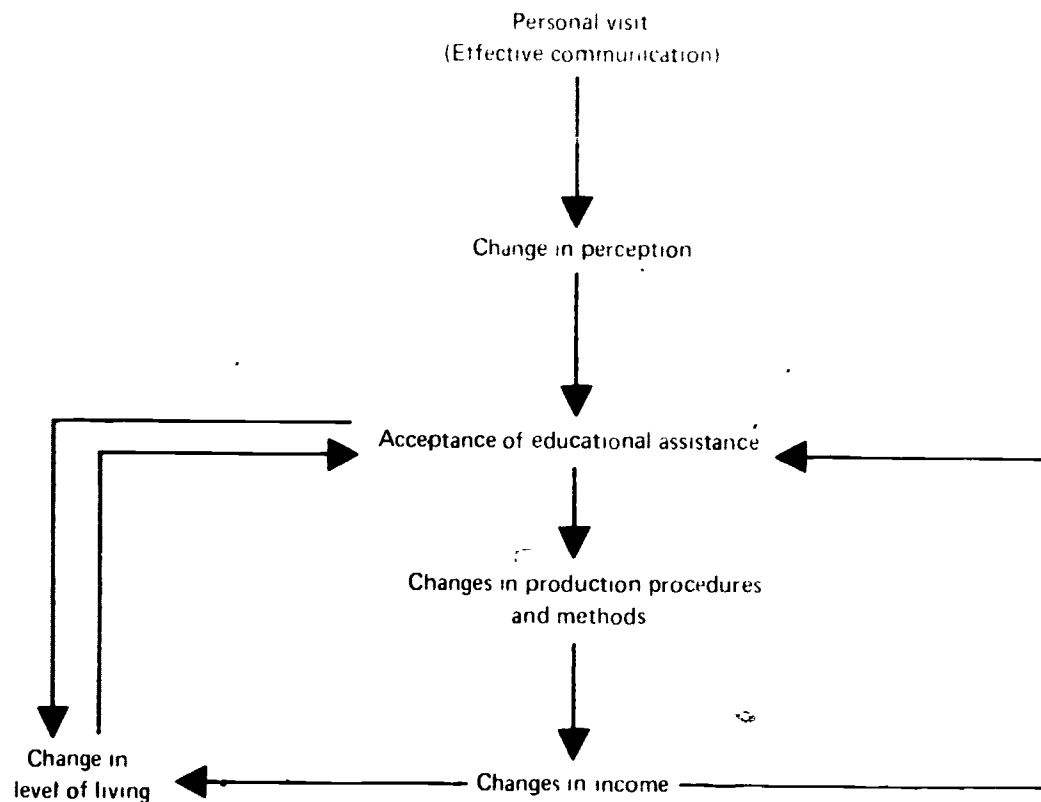 Personal visit
(Effective communication)
Change in perception
Acceptance of educational assistance
Changes in production procedures
and methods
Change in
level of living
Changes in income